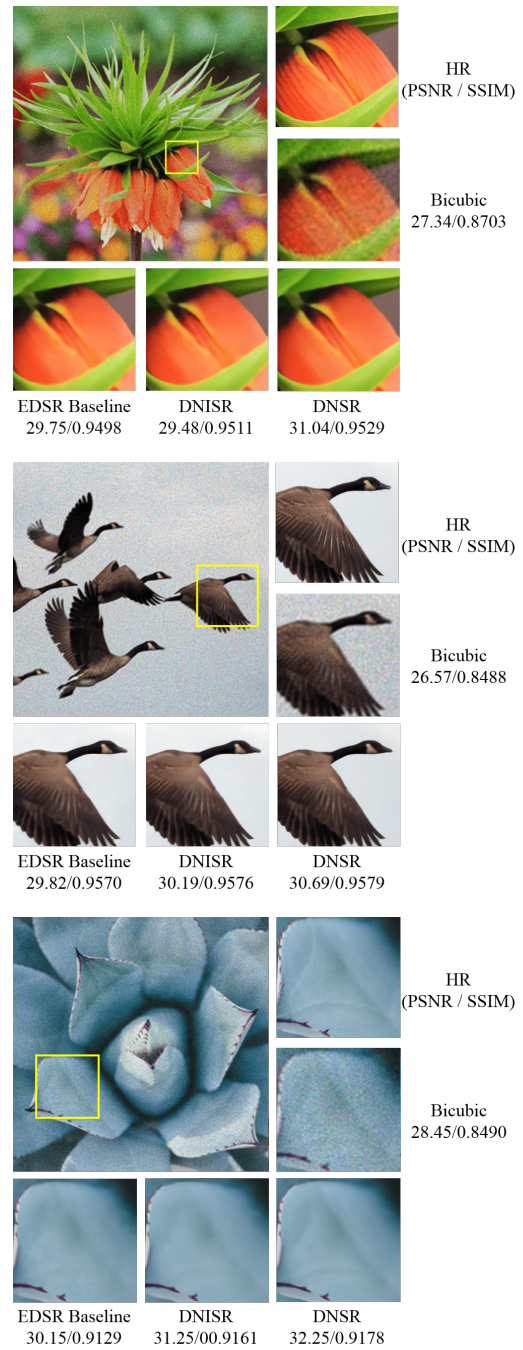 HR
(PSNR / SSIM)
Bicubic
27.34/0.8703
EDSR Baseline
29.75/0.9498
DNISR
29.48/0.9511
DNSR
31.04/0.9529
HR
(PSNR / SSIM)
Bicubic
26.57/0.8488
EDSR Baseline
29.82/0.9570
DNISR
30.19/0.9576
DNSR
30.69/0.9579
HR
(PSNR / SSIM)
Bicubic
28.45/0.8490
EDSR Baseline
30.15/0.9129
DNISR
31.25/00.9161
DNSR
32.25/0.9178